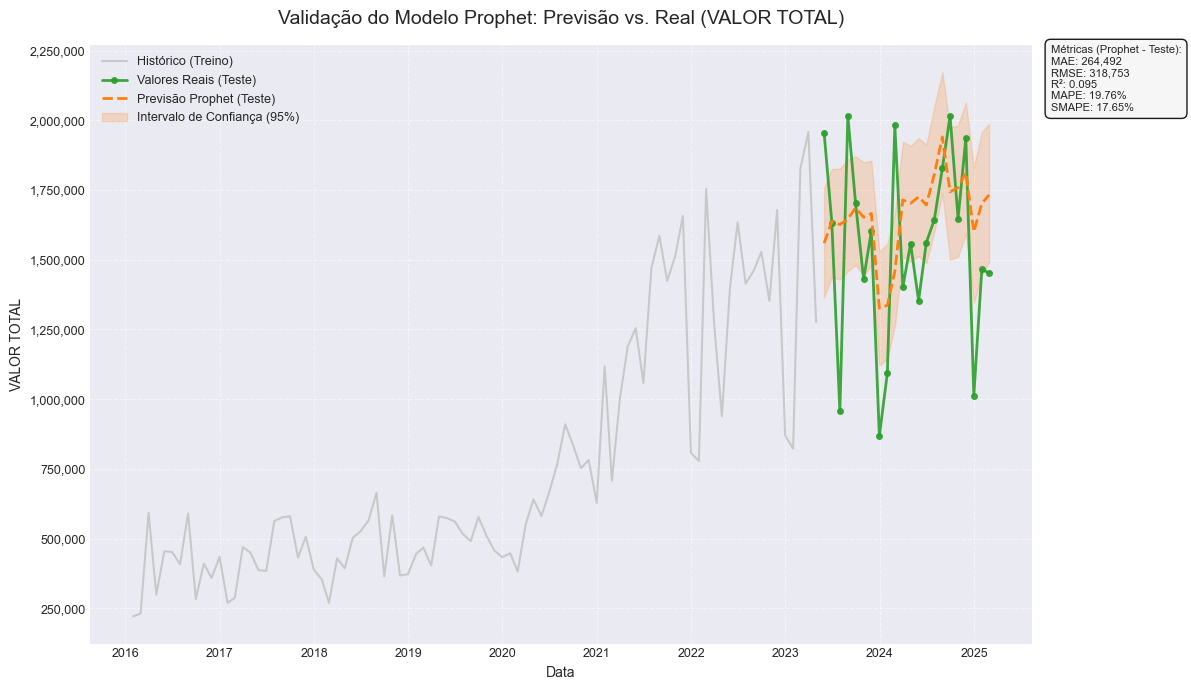 Validação do Modelo Prophet: Previsão vs. Real (VALOR TOTAL)
Histórico (Treino)
Valores Reais (Teste)
Previsão Prophet (Teste)
Intervalo de Confiança (95%)
Métricas (Prophet - Teste):
MAE: 264,492
RMSE: 318,753
R²: 0.095
MAPE: 19.76%
SMAPE: 17.65%
VALOR TOTAL
2,250,000
2,000,000
1,750,000
1,500,000
1,250,000
1,000,000
750,000
500,000
250,000
2016 2017 2018 2019 2020 2021 2022 2023 2024 2025
Data